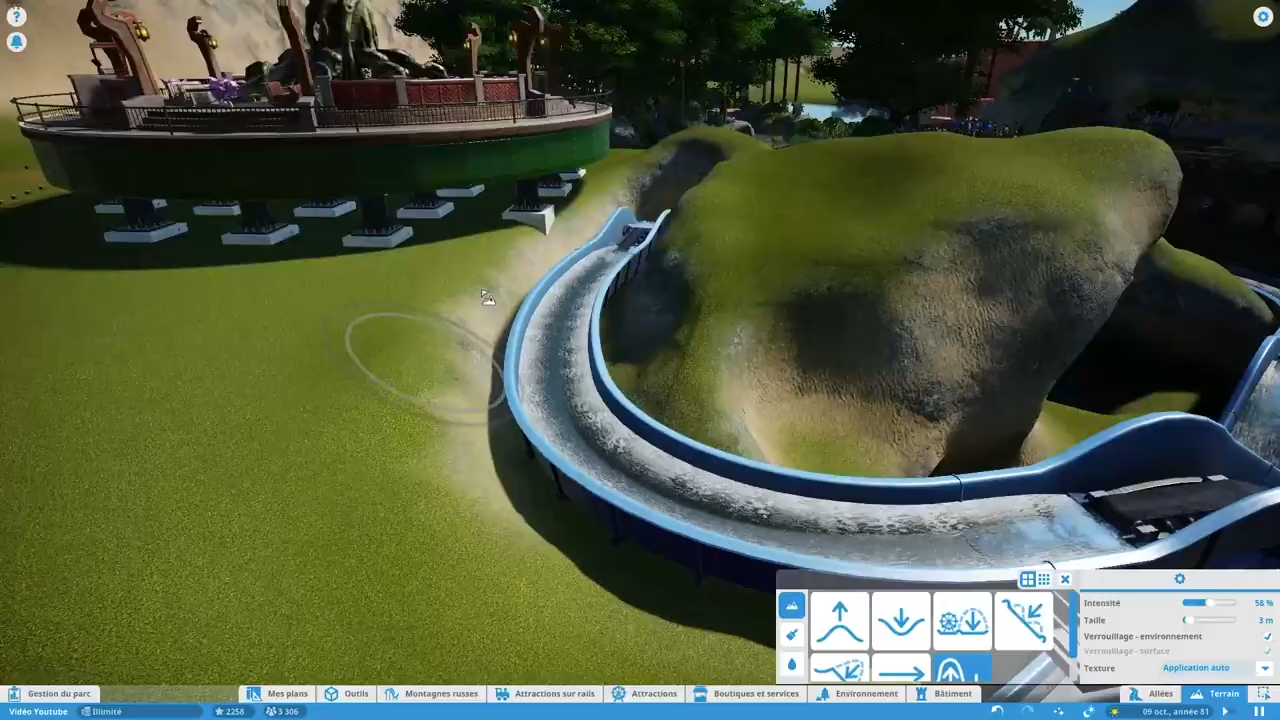 Intensité 58 %
Taille 3 m
Verrouillage - environnement
Verrouillage - surface
Texture Application auto
Gestion du parc Mes plans Outils Montagnes russes Attractions sur rails Attractions Boutiques et services Environnement Bâtiment Allées Terrain
Vidéo Youtube Illimité 2258 3 306 09 oct., année 81